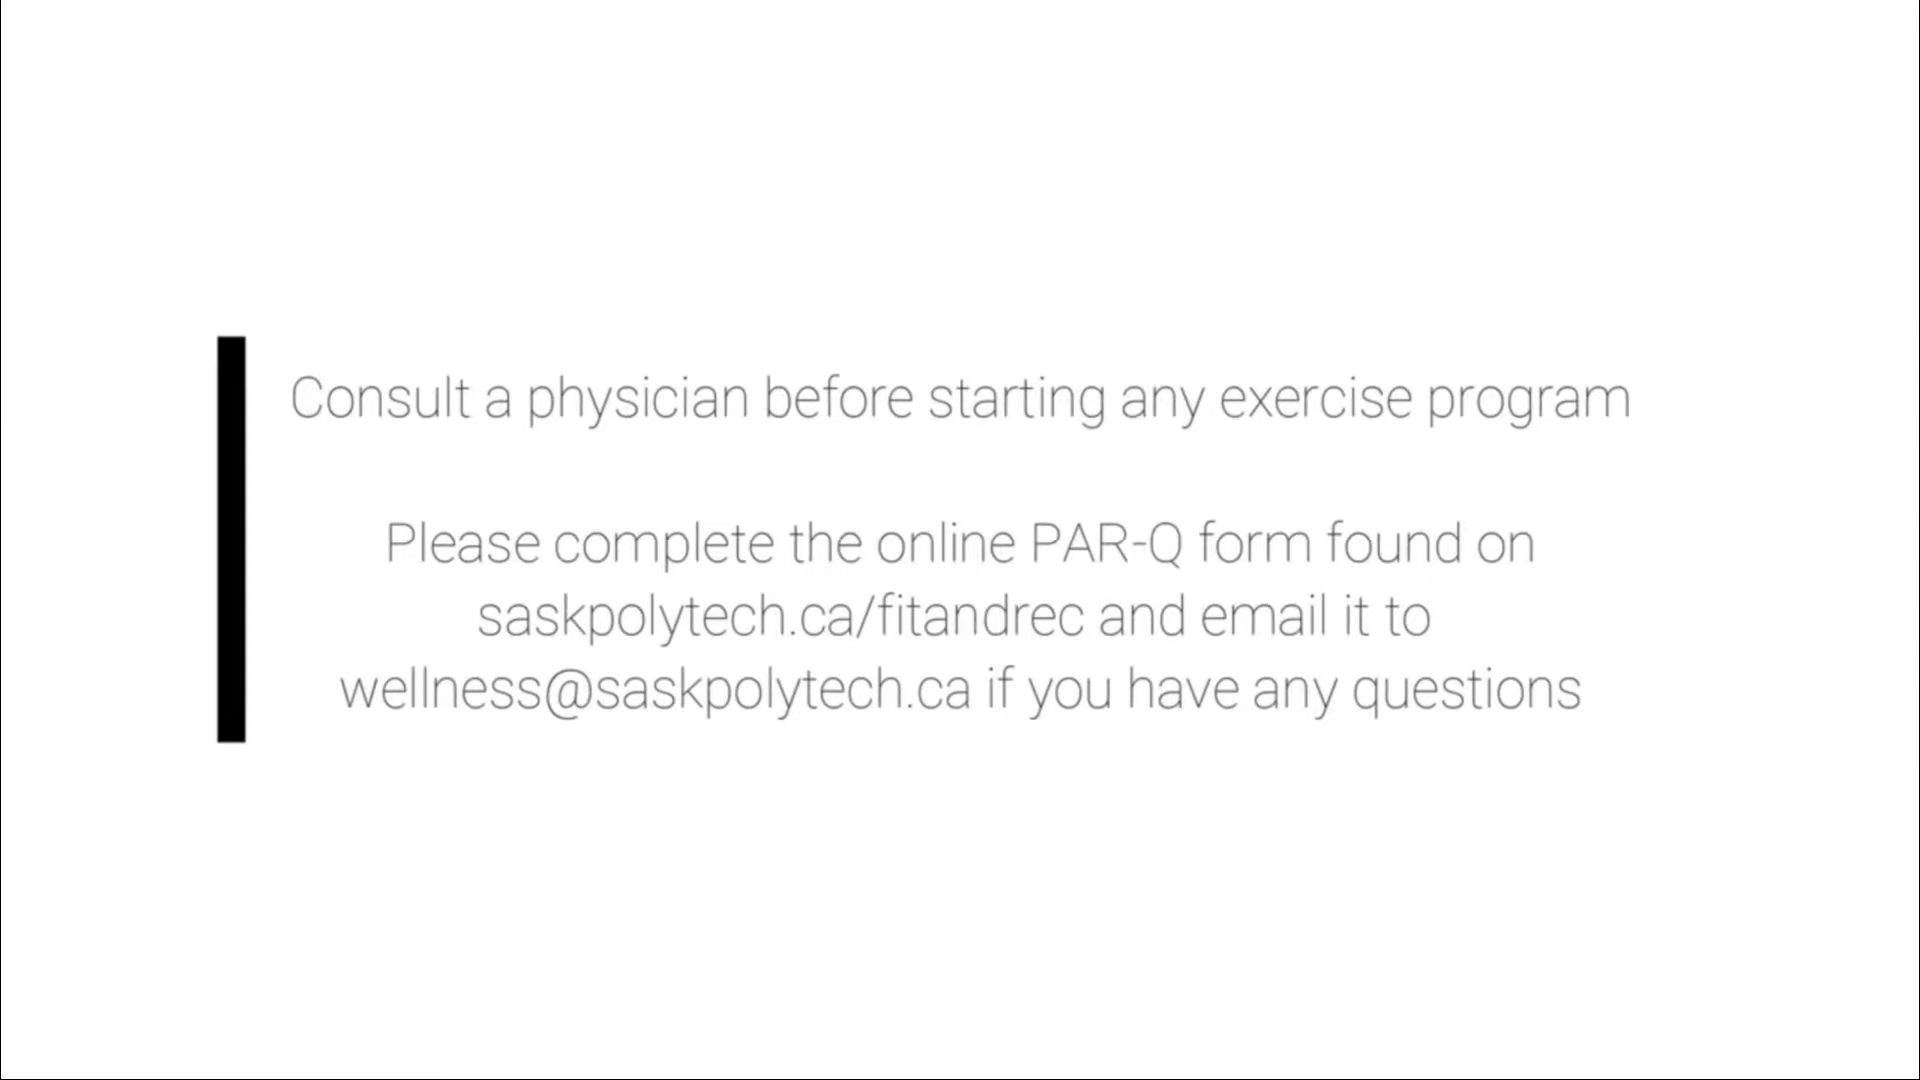 Consult a physician before starting any exercise program
Please complete the online PAR-Q form found on
saskpolytech.ca/fitandrec and email it to
wellness@saskpolytech.ca if you have any questions